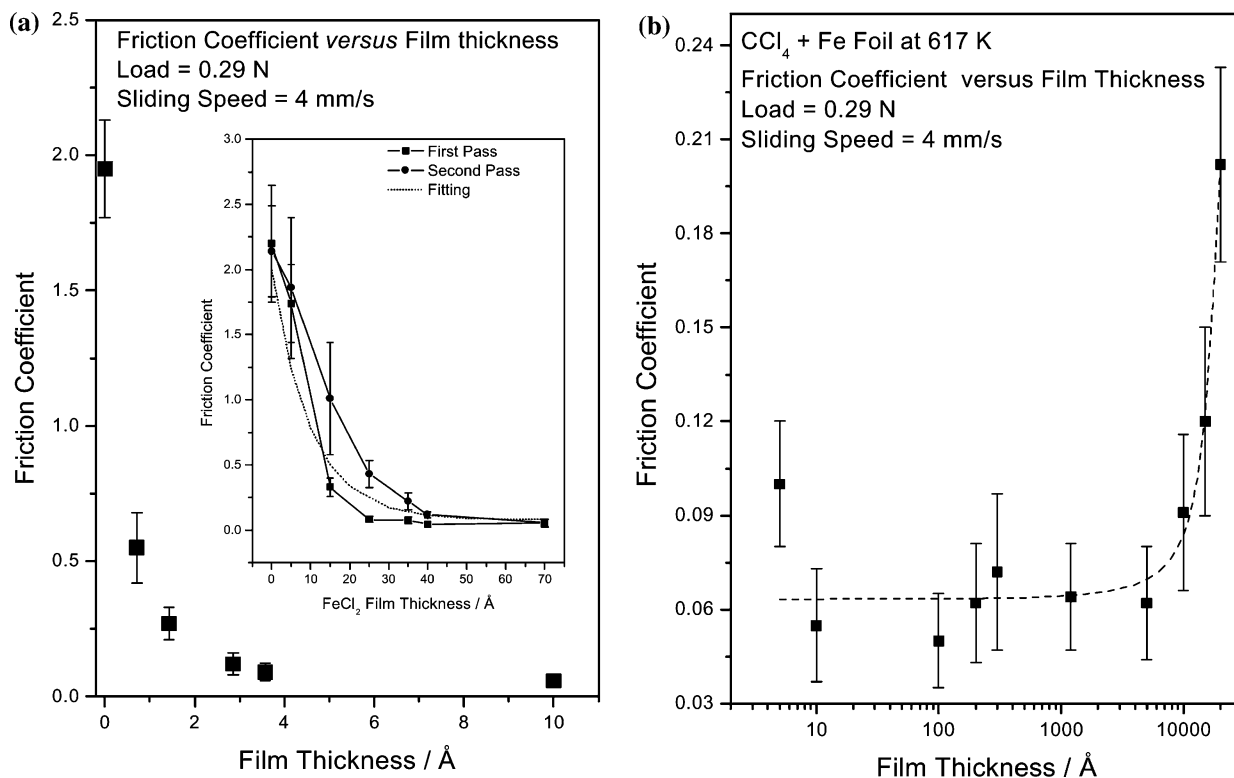 (a)
2.5
2.0
1.5
1.0
0.5
0.0
Friction Coefficient
Friction Coefficient versus Film thickness
Load = 0.29 N
Sliding Speed = 4 mm/s
3.0
2.5
2.0
1.5
1.0
0.5
0.0
Friction Coefficient
First Pass
Second Pass
Fitting
0 10 20 30 40 50 60 70
FeCl₂ Film Thickness / Å
0 2 4 6 8 10
Film Thickness / Å
(b)
0.24
0.21
0.18
0.15
0.12
0.09
0.06
0.03
Friction Coefficient
CCl₄ + Fe Foil at 617 K
Friction Coefficient versus Film Thickness
Load = 0.29 N
Sliding Speed = 4 mm/s
10 100 1000 10000
Film Thickness / Å